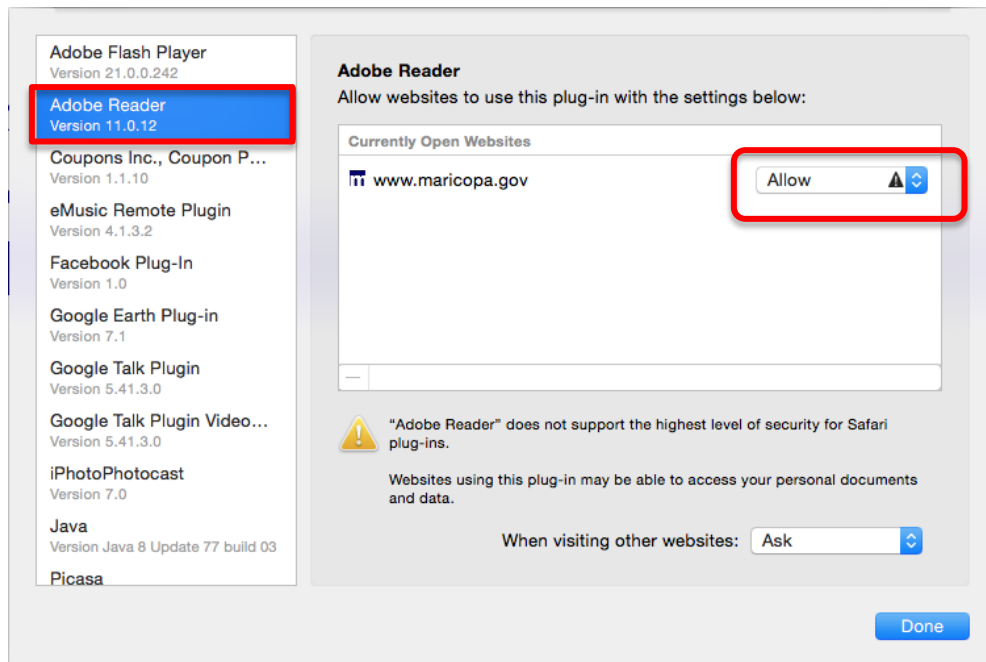 Adobe Flash Player
Version 21.0.0.242
Adobe Reader
Version 11.0.12
Coupons Inc., Coupon P...
Version 1.1.10
eMusic Remote Plugin
Version 4.1.3.2
Facebook Plug-In
Version 1.0
Google Earth Plug-in
Version 7.1
Google Talk Plugin
Version 5.41.3.0
Google Talk Plugin Video...
Version 5.41.3.0
iPhotoPhotocast
Version 7.0
Java
Version Java 8 Update 77 build 03
Picasa
Adobe Reader
Allow websites to use this plug-in with the settings below:
Currently Open Websites
www.maricopa.gov
Allow
"Adobe Reader" does not support the highest level of security for Safari
plug-ins.
Websites using this plug-in may be able to access your personal documents
and data.
When visiting other websites: Ask
Done